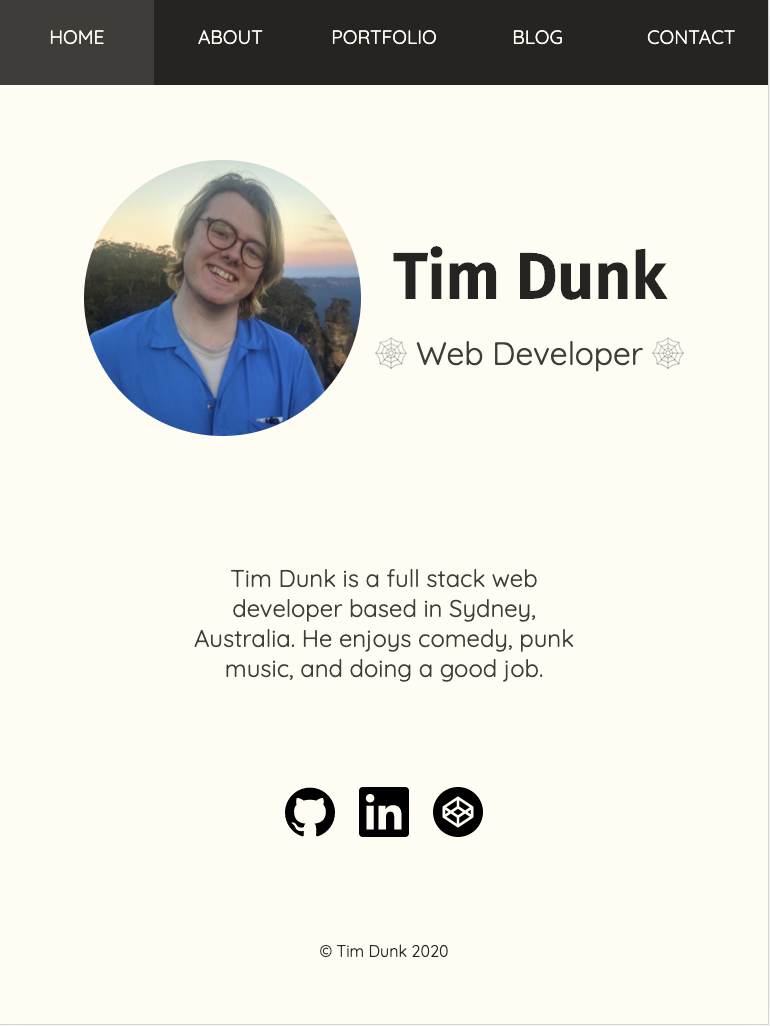 HOME ABOUT PORTFOLIO BLOG CONTACT
Tim Dunk
🕸 Web Developer 🕸
Tim Dunk is a full stack web
developer based in Sydney,
Australia. He enjoys comedy, punk
music, and doing a good job.
in
© Tim Dunk 2020